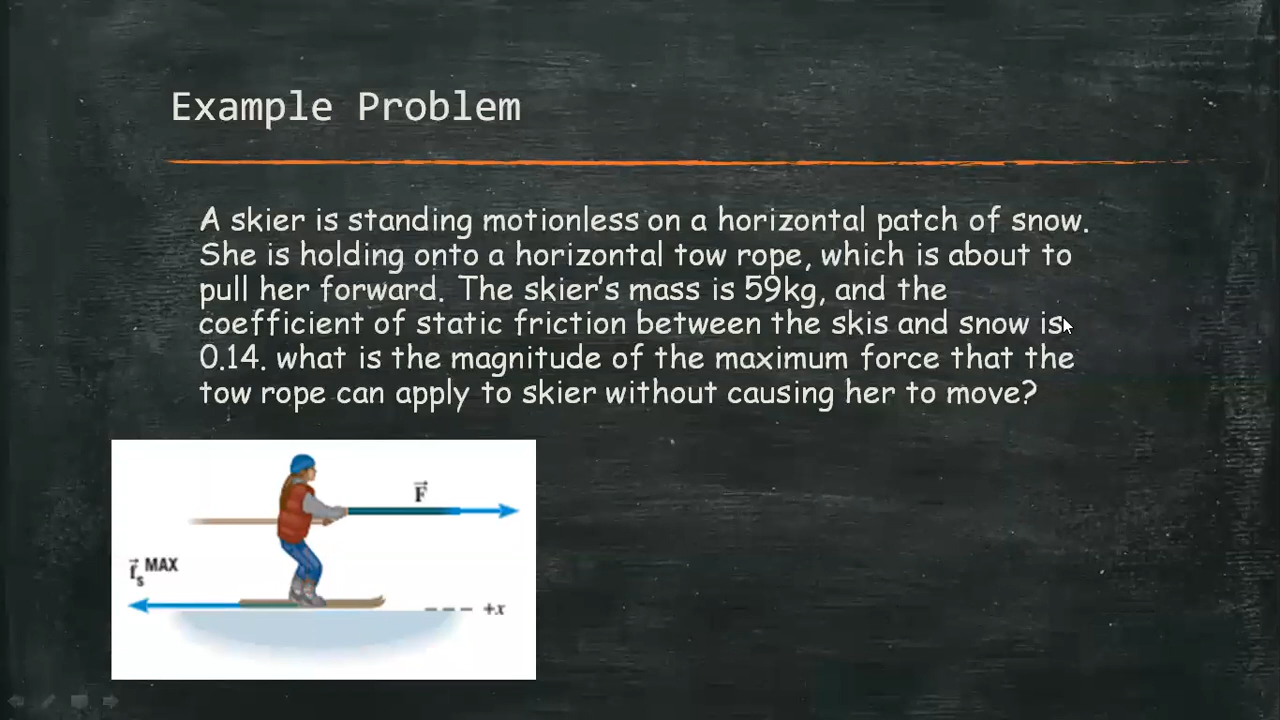 Example Problem
A skier is standing motionless on a horizontal patch of snow.
She is holding onto a horizontal tow rope, which is about to
pull her forward. The skier's mass is 59kg, and the
coefficient of static friction between the skis and snow is
0.14. what is the magnitude of the maximum force that the
tow rope can apply to skier without causing her to move?
F⃗
f⃗ₛ MAX
+x